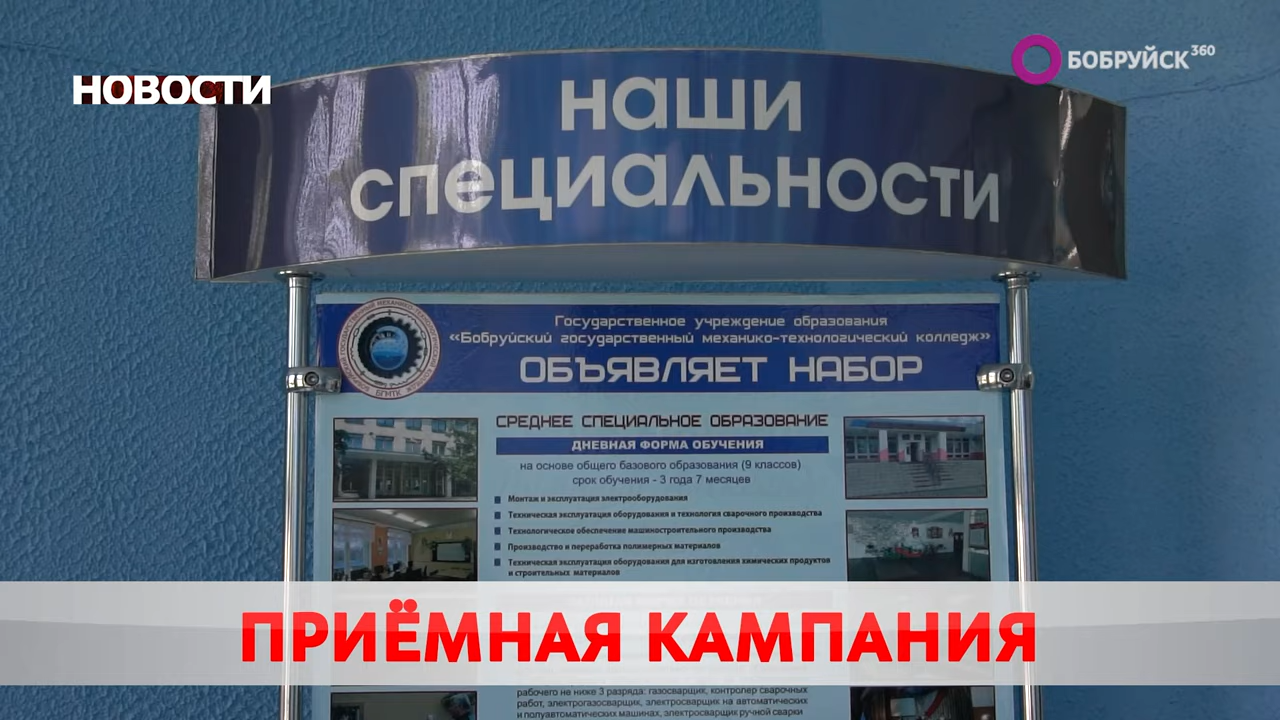 НОВОСТИ
БОБРУЙСК 360
НАШИ
СПЕЦИАЛЬНОСТИ
Государственное учреждение образования
«Бобруйский государственный механико-технологический колледж»
ОБЪЯВЛЯЕТ НАБОР
БГМТК
СРЕДНЕЕ СПЕЦИАЛЬНОЕ ОБРАЗОВАНИЕ
ДНЕВНАЯ ФОРМА ОБУЧЕНИЯ
на основе общего базового образования (9 классов)
срок обучения - 3 года 7 месяцев
Монтаж и эксплуатация электрооборудования
Техническая эксплуатация оборудования и технология сварочного производства
Технологическое обеспечение машиностроительного производства
Производство и переработка полимерных материалов
Техническая эксплуатация оборудования для изготовления химических продуктов
и строительных материалов
ПРИЁМНАЯ КАМПАНИЯ
рабочего не ниже 3 разряда: газосварщик, контролер сварочных
работ, электрогазосварщик, электросварщик на автоматических
и полуавтоматических машинах, электросварщик ручной сварки